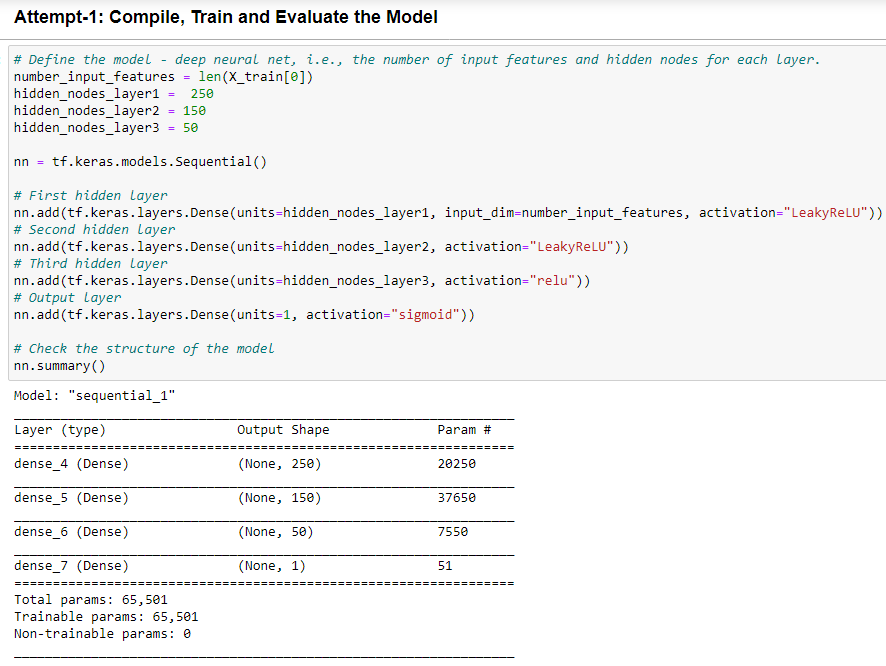 Attempt-1: Compile, Train and Evaluate the Model
# Define the model - deep neural net, i.e., the number of input features and hidden nodes for each layer.
number_input_features = len(X_train[0])
hidden_nodes_layer1 =  250
hidden_nodes_layer2 = 150
hidden_nodes_layer3 = 50
nn = tf.keras.models.Sequential()
# First hidden layer
nn.add(tf.keras.layers.Dense(units=hidden_nodes_layer1, input_dim=number_input_features, activation="LeakyReLU"))
# Second hidden layer
nn.add(tf.keras.layers.Dense(units=hidden_nodes_layer2, activation="LeakyReLU"))
# Third hidden layer
nn.add(tf.keras.layers.Dense(units=hidden_nodes_layer3, activation="relu"))
# Output layer
nn.add(tf.keras.layers.Dense(units=1, activation="sigmoid"))
# Check the structure of the model
nn.summary()
Model: "sequential_1"
Layer (type) Output Shape Param #
dense_4 (Dense) (None, 250) 20250
dense_5 (Dense) (None, 150) 37650
dense_6 (Dense) (None, 50) 7550
dense_7 (Dense) (None, 1) 51
Total params: 65,501
Trainable params: 65,501
Non-trainable params: 0